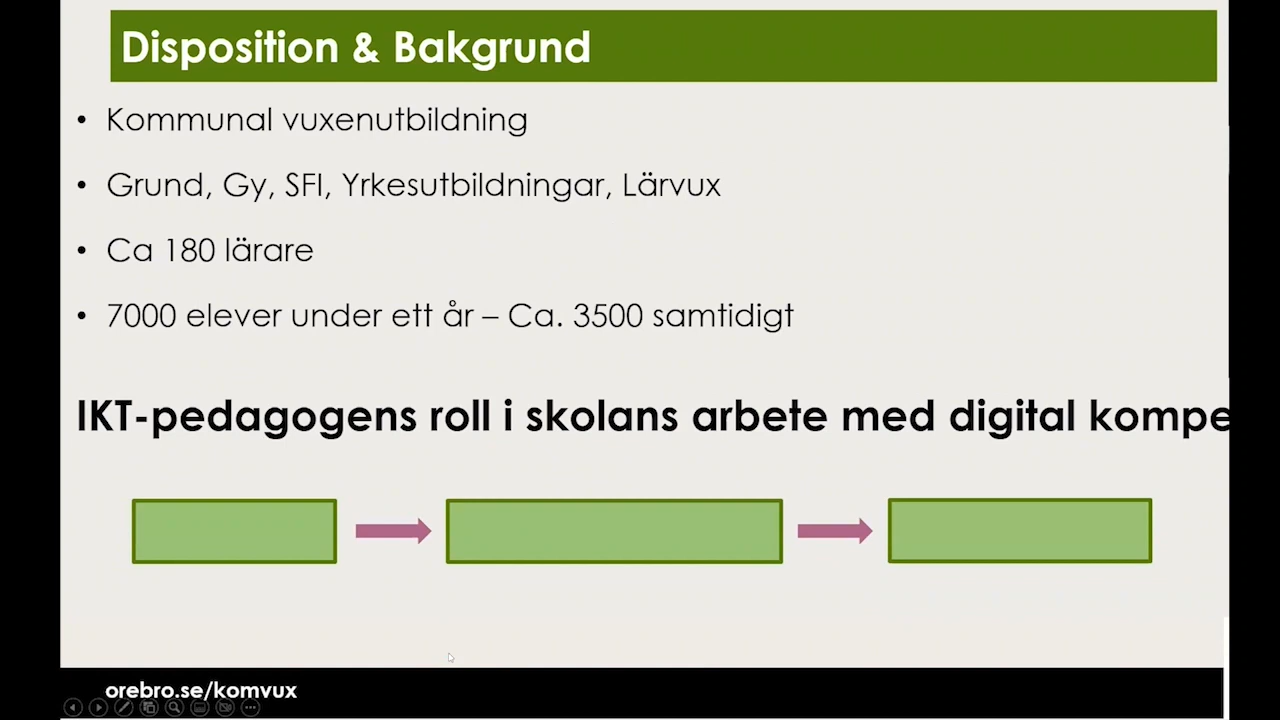 Disposition & Bakgrund
• Kommunal vuxenutbildning
• Grund, Gy, SFI, Yrkesutbildningar, Lärvux
• Ca 180 lärare
• 7000 elever under ett år – Ca. 3500 samtidigt
IKT-pedagogens roll i skolans arbete med digital kompe
orebro.se/komvux